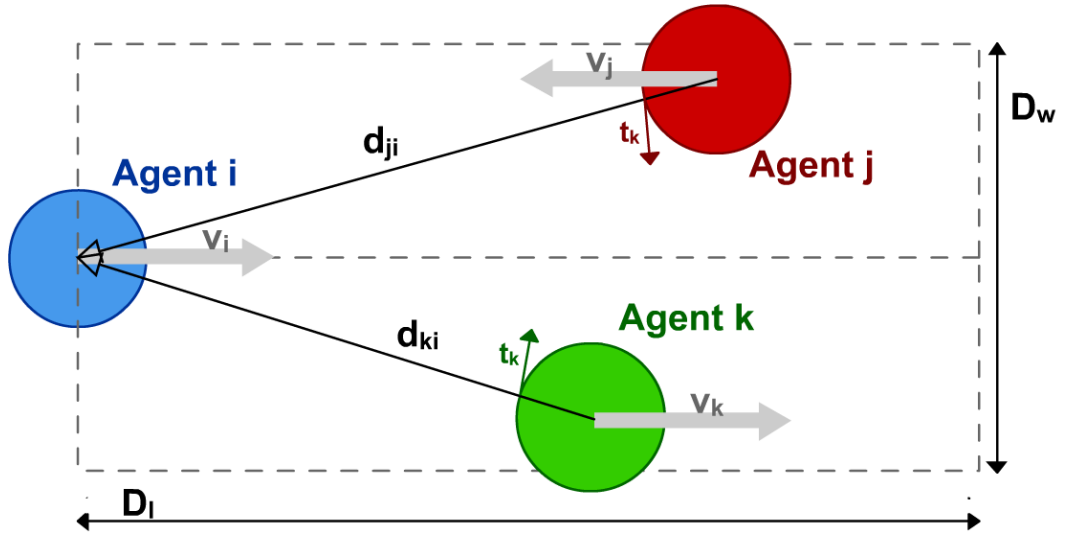 vj
Dw
tk
dji
Agent j
Agent i
vi
Agent k
dki
tk
vk
Dl